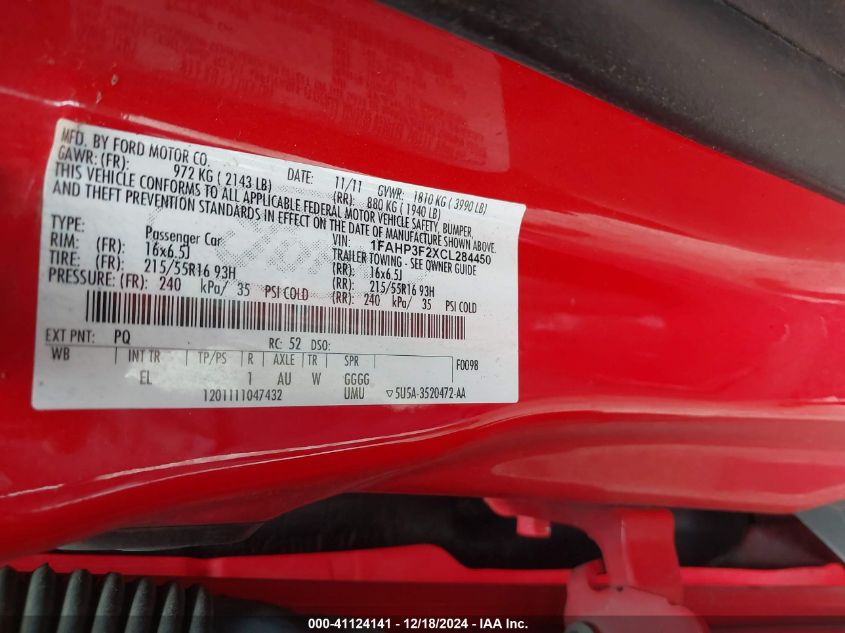 MFD. BY FORD MOTOR CO.
DATE: 11/11 GVWR: 1810 KG ( 3990 LB)
GAWR: (FR): 972 KG ( 2143 LB) (RR): 880 KG ( 1940 LB)
THIS VEHICLE CONFORMS TO ALL APPLICABLE FEDERAL MOTOR VEHICLE SAFETY, BUMPER,
AND THEFT PREVENTION STANDARDS IN EFFECT ON THE DATE OF MANUFACTURE SHOWN ABOVE.
VIN: 1FAHP3F2XCL284450
TYPE: Passenger Car TRAILER TOWING - SEE OWNER GUIDE
RIM: 16x6.5J (RR): 16x6.5J
TIRE: 215/55R16 93H (RR): 215/55R16 93H
PRESSURE: (FR): 240 kPa/ 35 PSI COLD (RR): 240 kPa/ 35 PSI COLD
EXT PNT: PQ RC: 52 DSO:
WB INT TR TP/PS R AXLE TR SPR F0098
EL 1 AU W GGGG
1201111047432 UMU ▽5U5A-3520472-AA
000-41124141 - 12/18/2024 - IAA Inc.